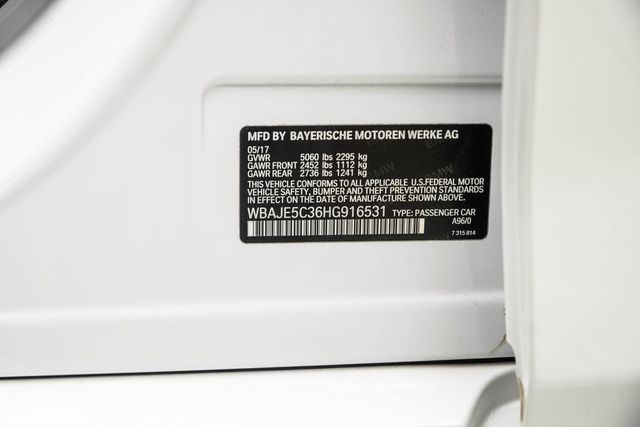 MFD BY BAYERISCHE MOTOREN WERKE AG
05/17
GVWR 5060 lbs 2295 kg
GAWR FRONT 2452 lbs 1112 kg
GAWR REAR 2736 lbs 1241 kg
THIS VEHICLE CONFORMS TO ALL APPLICABLE U.S.FEDERAL MOTOR
VEHICLE SAFETY, BUMPER AND THEFT PREVENTION STANDARDS
IN EFFECT ON THE DATE OF MANUFACTURE SHOWN ABOVE.
WBAJE5C36HG916531 TYPE: PASSENGER CAR
A96/0
7 315 814